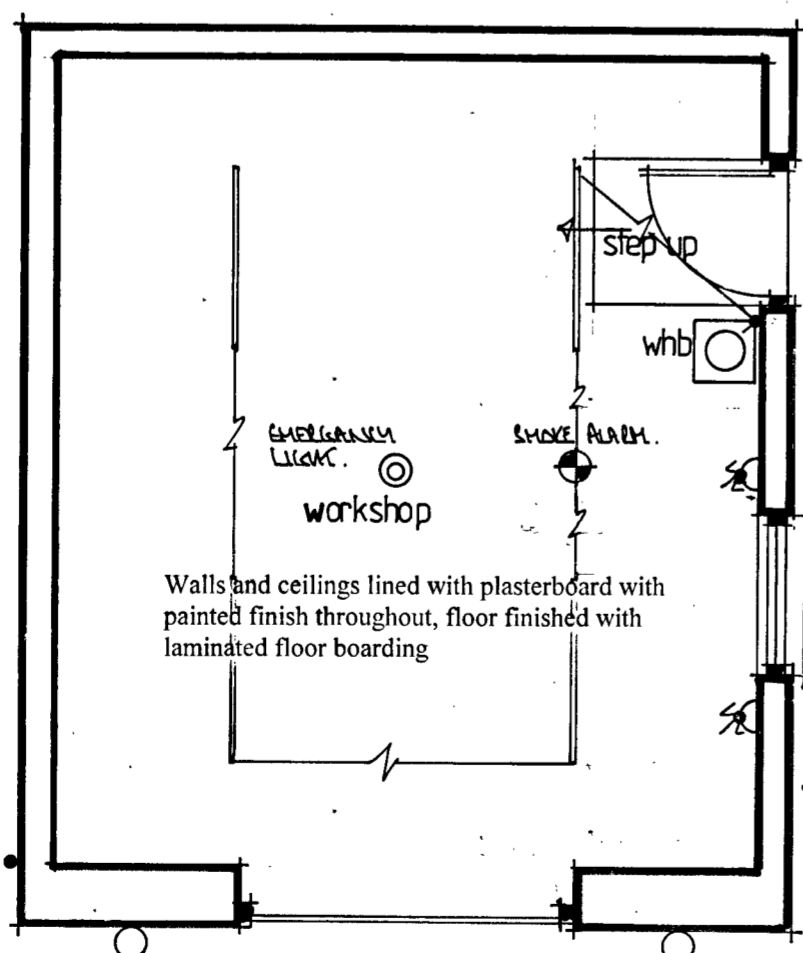 step up
whb
EMERGANCY
LIGHT.
SMOKE ALARM.
workshop
Walls and ceilings lined with plasterboard with
painted finish throughout, floor finished with
laminated floor boarding